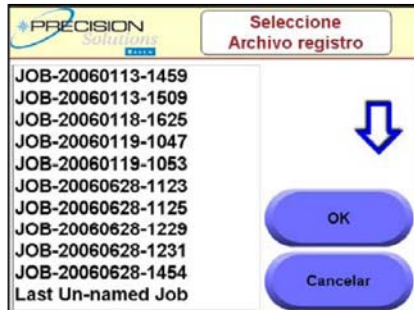 PRECISION
Solutions
RAVEN
Seleccione
Archivo registro
JOB-20060113-1459
JOB-20060113-1509
JOB-20060118-1625
JOB-20060119-1047
JOB-20060119-1053
JOB-20060628-1123
JOB-20060628-1125
JOB-20060628-1229
JOB-20060628-1231
JOB-20060628-1454
Last Un-named Job
OK
Cancelar